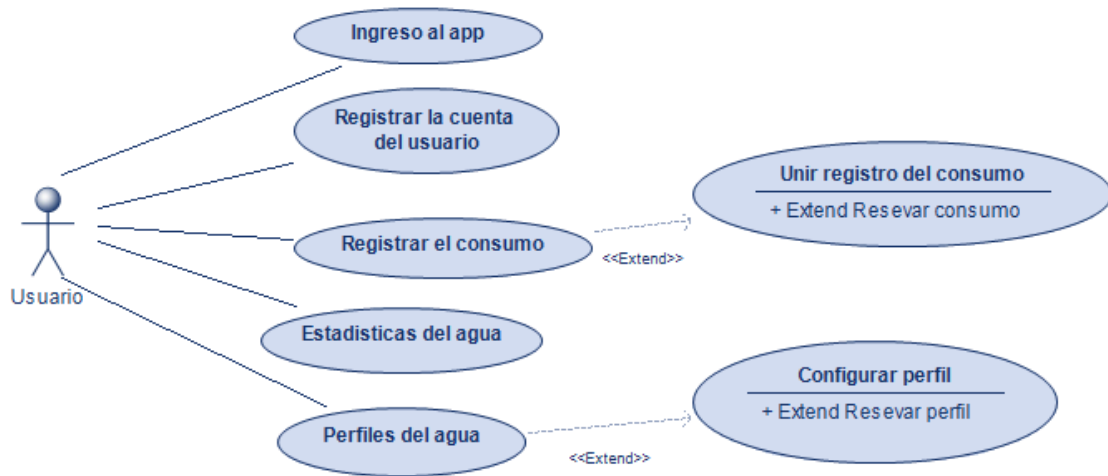 Ingreso al app
Registrar la cuenta
del usuario
Unir registro del consumo
+ Extend Resevar consumo
Registrar el consumo
<<Extend>>
Usuario
Estadisticas del agua
Configurar perfil
+ Extend Resevar perfil
Perfiles del agua
<<Extend>>